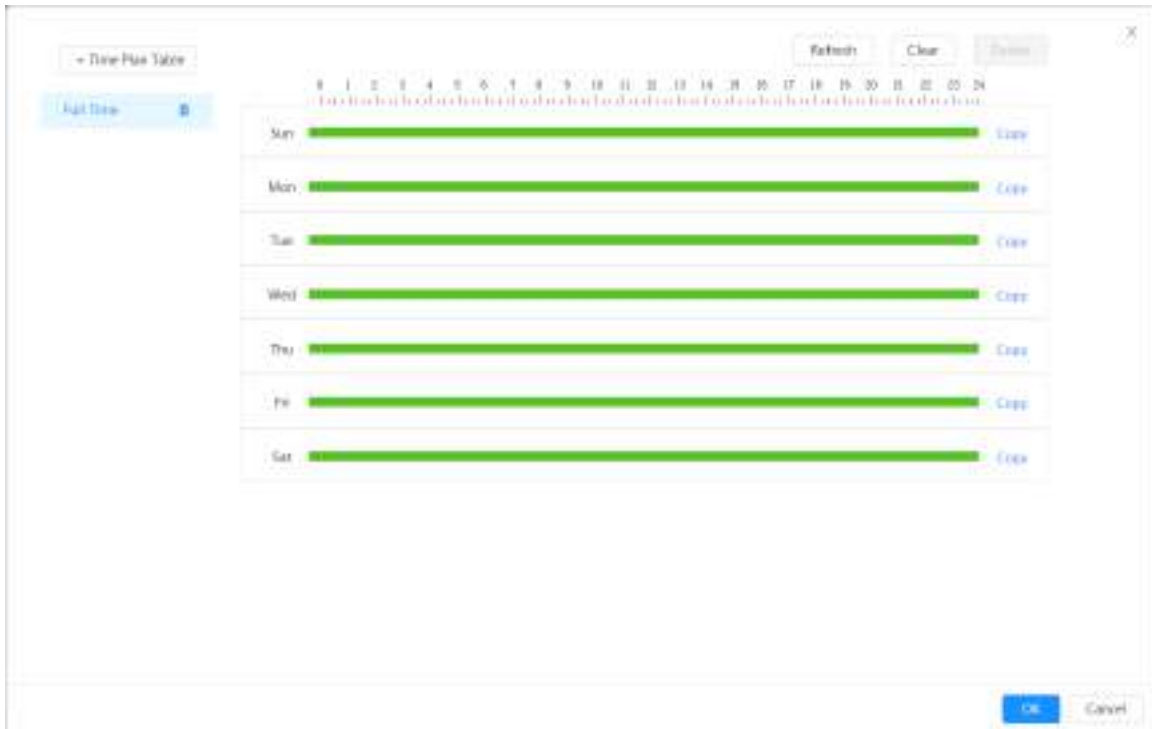 + Time Plan Table
Refresh
Clear
Delete
Full Time
0 1 2 3 4 5 6 7 8 9 10 11 12 13 14 15 16 17 18 19 20 21 22 23 24
Sun Copy
Mon Copy
Tue Copy
Wed Copy
Thu Copy
Fri Copy
Sat Copy
OK Cancel